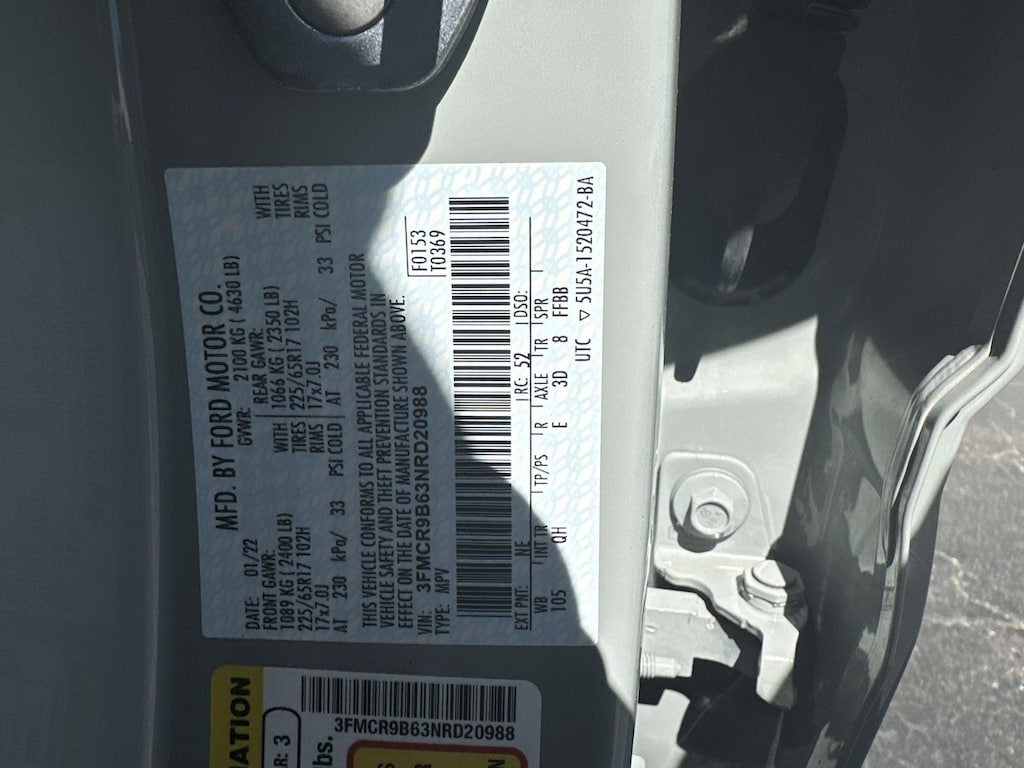 MFD. BY FORD MOTOR CO.
DATE: 01/22 GVWR: 2100 KG ( 4630 LB)
FRONT GAWR: REAR GAWR:
1089 KG ( 2400 LB) WITH 1066 KG ( 2350 LB) WITH
225/65R17 102H TIRES 225/65R17 102H TIRES
17x7.0J RIMS 17x7.0J RIMS
AT 230 kPa/ 33 PSI COLD AT 230 kPa/ 33 PSI COLD
THIS VEHICLE CONFORMS TO ALL APPLICABLE FEDERAL MOTOR
VEHICLE SAFETY AND THEFT PREVENTION STANDARDS IN
EFFECT ON THE DATE OF MANUFACTURE SHOWN ABOVE.
VIN: 3FMCR9B63NRD20988 F0153
TYPE: MPV T0369
EXT PNT: NE RC: 52 DSO:
WB INT TR TP/PS R AXLE TR SPR
105 QH E 3D 8 FFBB
UTC ▽ 5U5A-1520472-BA
ATION
R: 3
lbs.
3FMCR9B63NRD20988